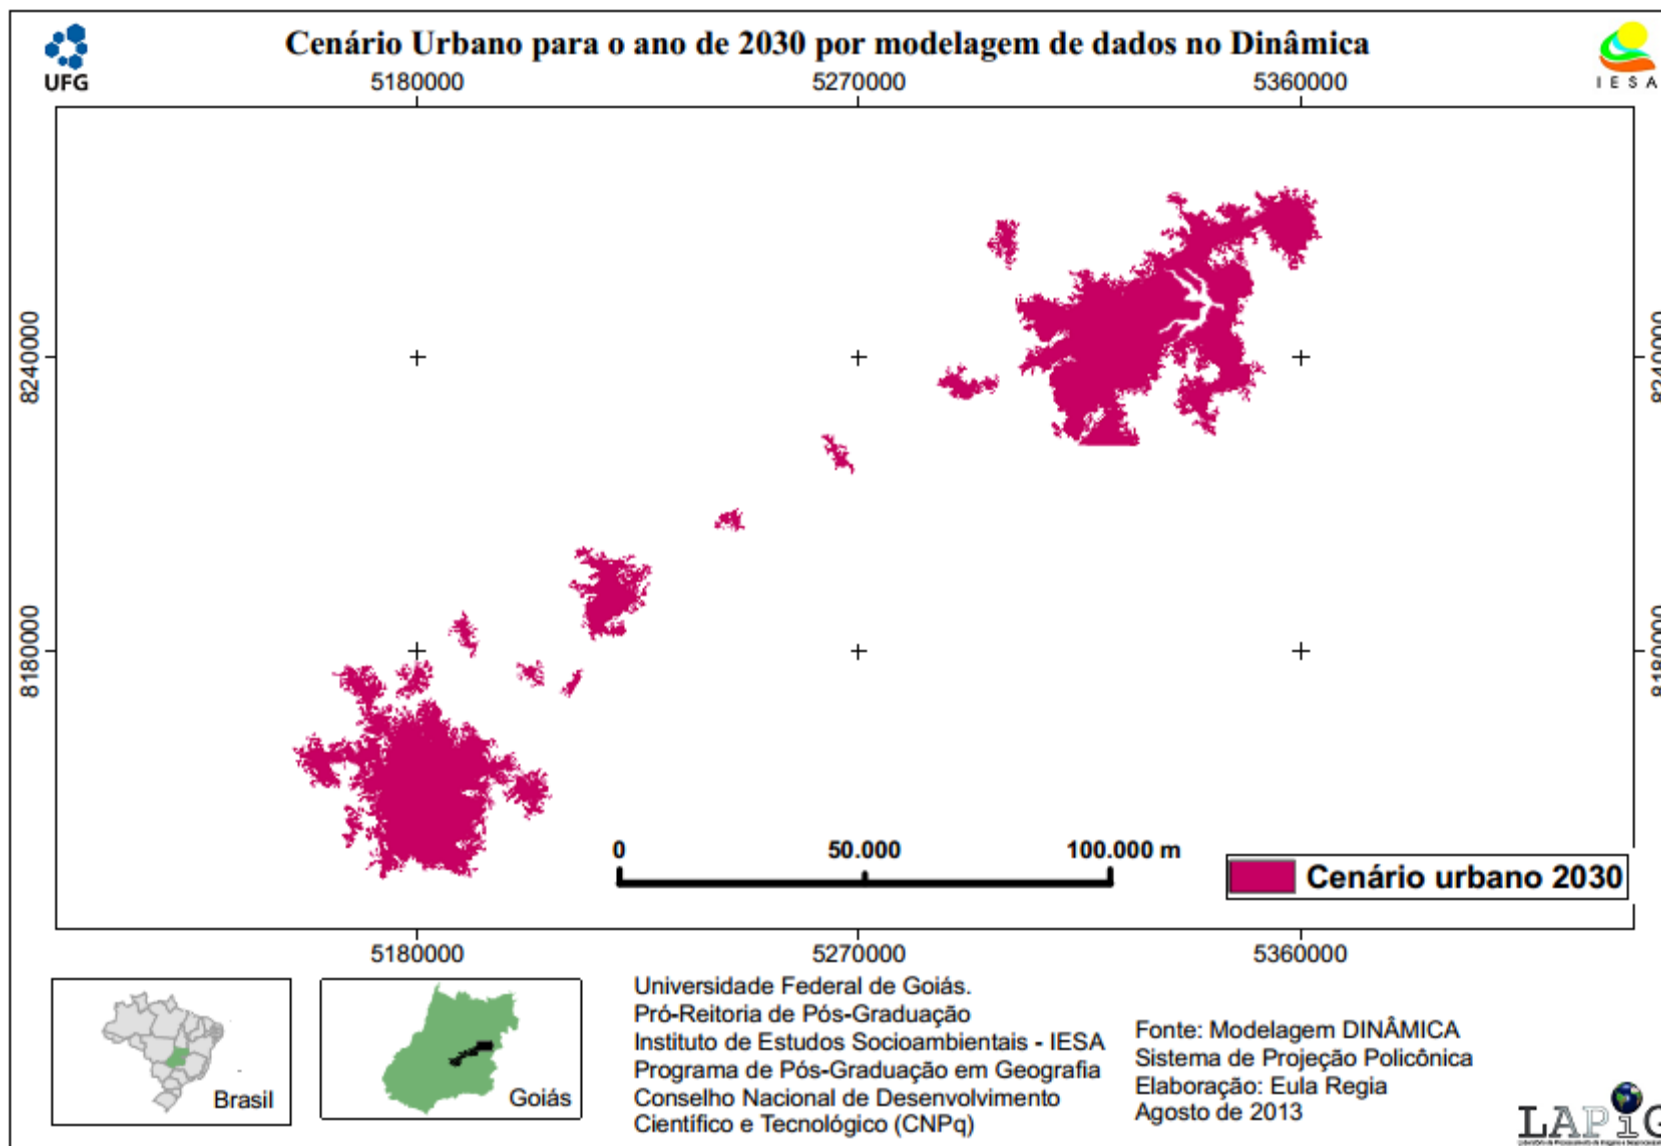 Cenário Urbano para o ano de 2030 por modelagem de dados no Dinâmica
UFG
IESA
5180000
5270000
5360000
8240000
8240000
8180000
8180000
0
50.000
100.000 m
Cenário urbano 2030
5180000
5270000
5360000
Brasil
Goiás
Universidade Federal de Goiás.
Pró-Reitoria de Pós-Graduação
Instituto de Estudos Socioambientais - IESA
Programa de Pós-Graduação em Geografia
Conselho Nacional de Desenvolvimento
Científico e Tecnológico (CNPq)
Fonte: Modelagem DINÂMICA
Sistema de Projeção Policônica
Elaboração: Eula Regia
Agosto de 2013
LAPiG